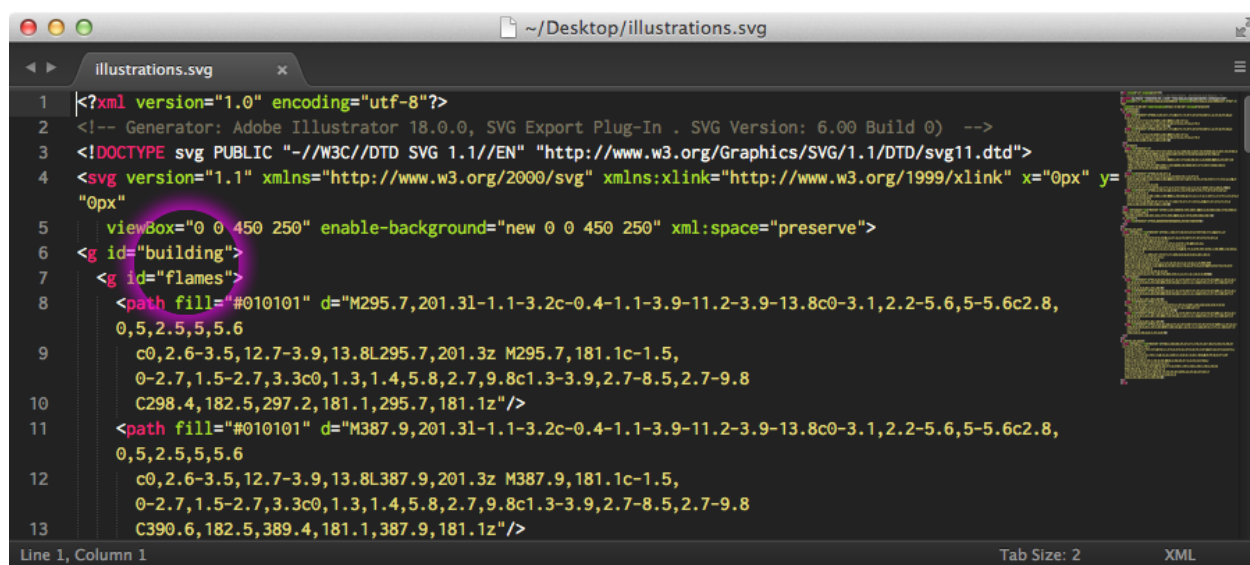 ~/Desktop/illustrations.svg
illustrations.svg ×
1 <?xml version="1.0" encoding="utf-8"?>
2 <!-- Generator: Adobe Illustrator 18.0.0, SVG Export Plug-In . SVG Version: 6.00 Build 0)  -->
3 <!DOCTYPE svg PUBLIC "-//W3C//DTD SVG 1.1//EN" "http://www.w3.org/Graphics/SVG/1.1/DTD/svg11.dtd">
4 <svg version="1.1" xmlns="http://www.w3.org/2000/svg" xmlns:xlink="http://www.w3.org/1999/xlink" x="0px" y=
"0px"
5 viewBox="0 0 450 250" enable-background="new 0 0 450 250" xml:space="preserve">
6 <g id="building">
7 <g id="flames">
8 <path fill="#010101" d="M295.7,201.3l-1.1-3.2c-0.4-1.1-3.9-11.2-3.9-13.8c0-3.1,2.2-5.6,5-5.6c2.8,
0,5,2.5,5,5.6
9 c0,2.6-3.5,12.7-3.9,13.8L295.7,201.3z M295.7,181.1c-1.5,
0-2.7,1.5-2.7,3.3c0,1.3,1.4,5.8,2.7,9.8c1.3-3.9,2.7-8.5,2.7-9.8
10 C298.4,182.5,297.2,181.1,295.7,181.1z"/>
11 <path fill="#010101" d="M387.9,201.3l-1.1-3.2c-0.4-1.1-3.9-11.2-3.9-13.8c0-3.1,2.2-5.6,5-5.6c2.8,
0,5,2.5,5,5.6
12 c0,2.6-3.5,12.7-3.9,13.8L387.9,201.3z M387.9,181.1c-1.5,
0-2.7,1.5-2.7,3.3c0,1.3,1.4,5.8,2.7,9.8c1.3-3.9,2.7-8.5,2.7-9.8
13 C390.6,182.5,389.4,181.1,387.9,181.1z"/>
Line 1, Column 1 Tab Size: 2 XML